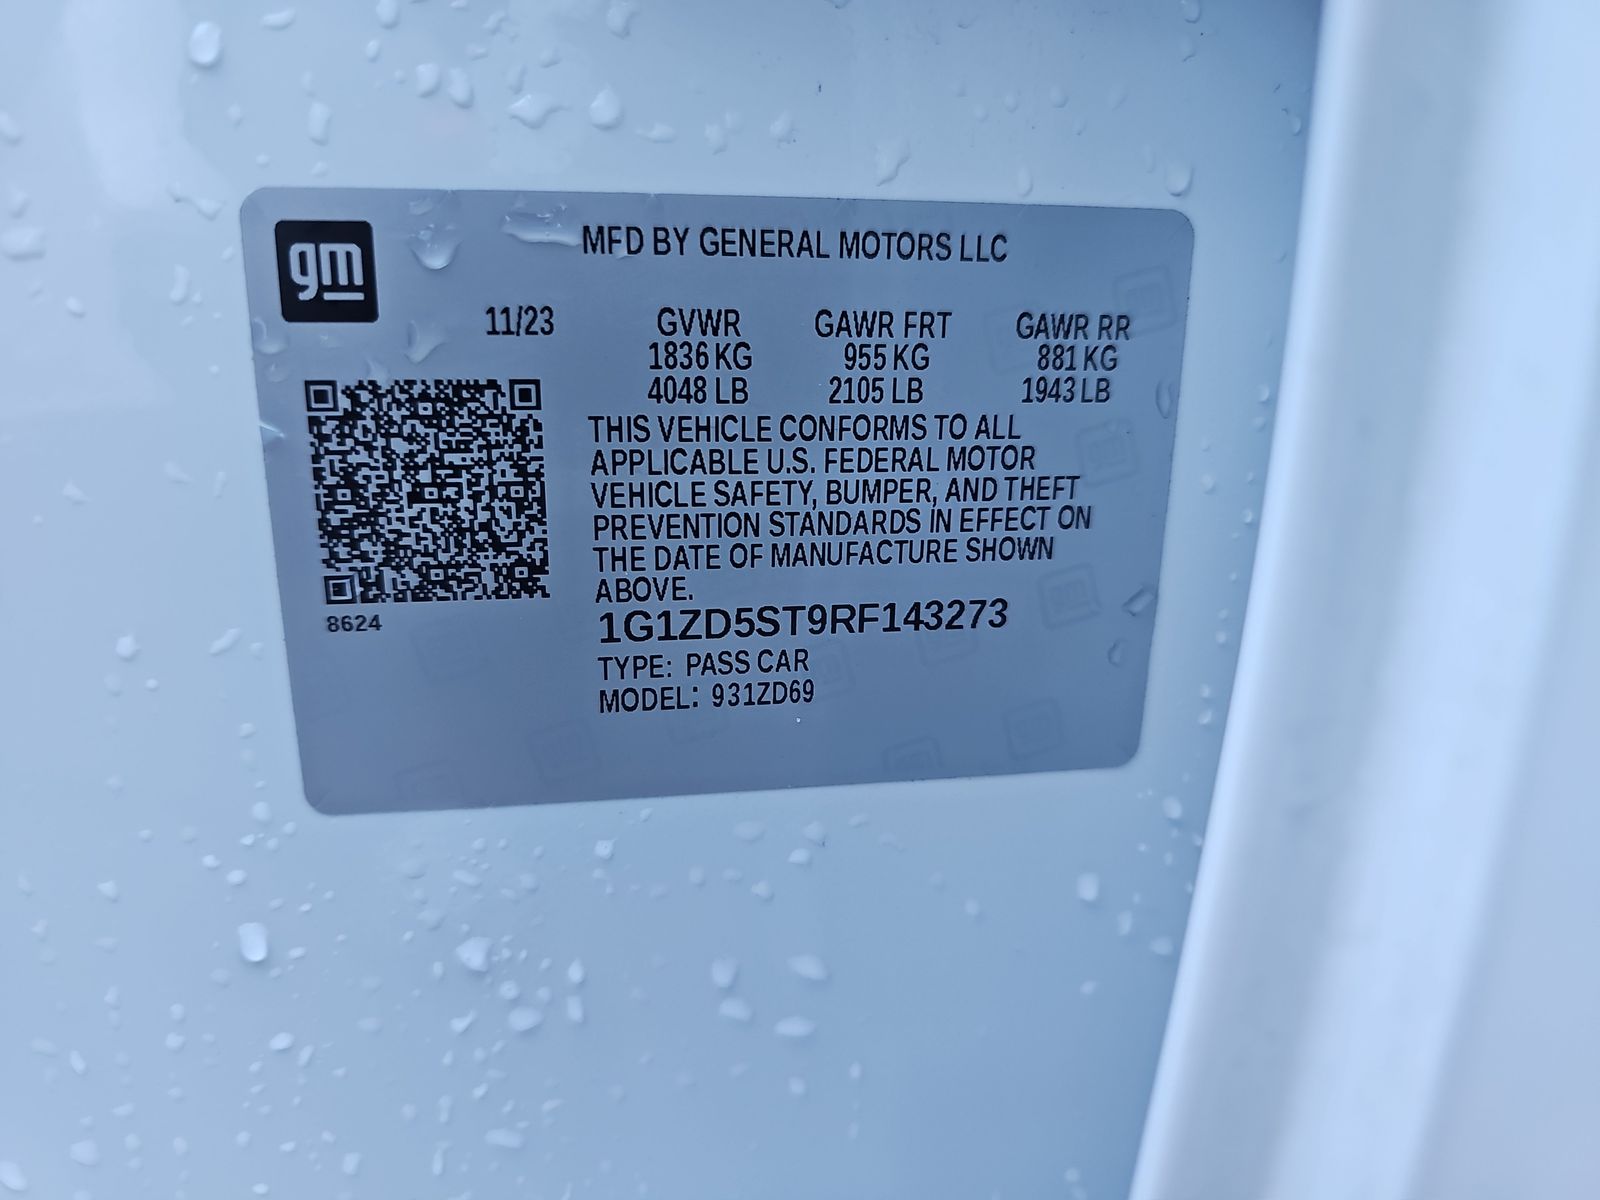 gm
MFD BY GENERAL MOTORS LLC
11/23 GVWR GAWR FRT GAWR RR
1836 KG 955 KG 881 KG
4048 LB 2105 LB 1943 LB
THIS VEHICLE CONFORMS TO ALL
APPLICABLE U.S. FEDERAL MOTOR
VEHICLE SAFETY, BUMPER, AND THEFT
PREVENTION STANDARDS IN EFFECT ON
THE DATE OF MANUFACTURE SHOWN
ABOVE.
8624
1G1ZD5ST9RF143273
TYPE: PASS CAR
MODEL: 931ZD69